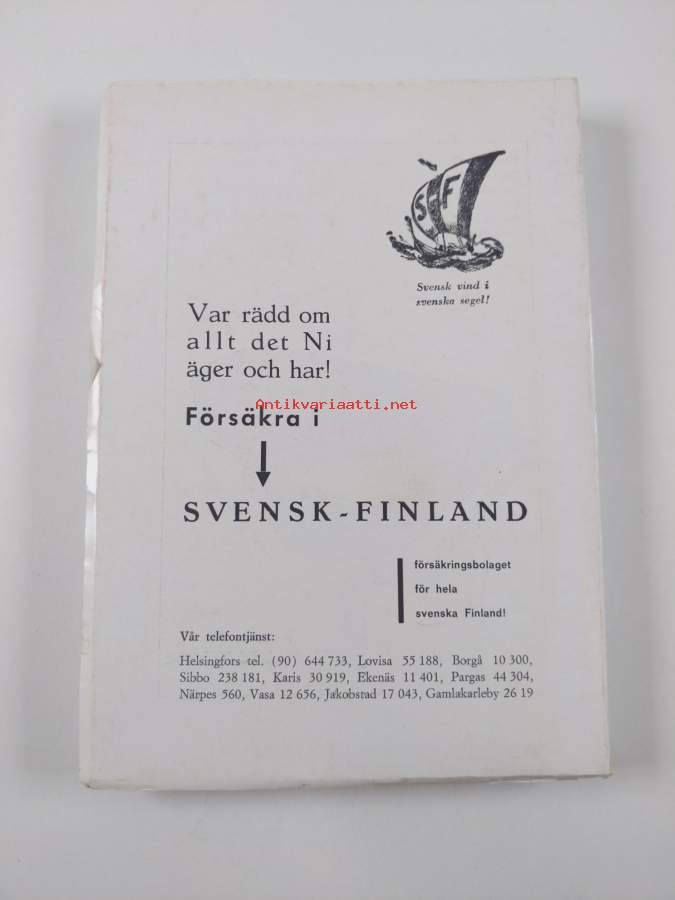 SF
Svensk vind i
svenska segel!
Var rädd om
allt det Ni
äger och har!
Antikvariaatti.net
Försäkra i
SVENSK-FINLAND
försäkringsbolaget
för hela
svenska Finland!
Vår telefontjänst:
Helsingfors tel. (90) 644 733, Lovisa 55 188, Borgå 10 300,
Sibbo 238 181, Karis 30 919, Ekenäs 11 401, Pargas 44 304,
Närpes 560, Vasa 12 656, Jakobstad 17 043, Gamlakarleby 26 19